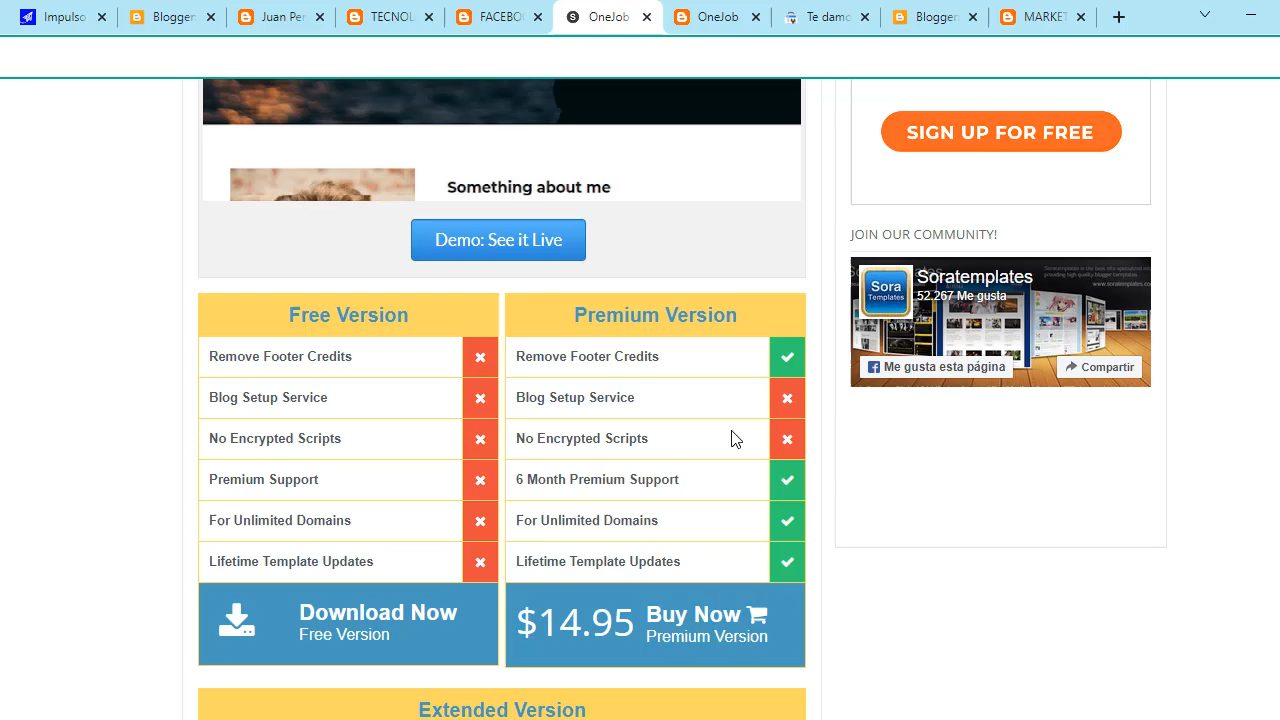 Impulso
Blogger
Juan Per
TECNOL
FACEBO
OneJob
OneJob
Te damo
Blogger
MARKET
SIGN UP FOR FREE
Something about me
Demo: See it Live
JOIN OUR COMMUNITY!
Sora
Templates
Soratemplates
52.267 Me gusta
Me gusta esta página
Compartir
Free Version
Premium Version
Remove Footer Credits
Remove Footer Credits
Blog Setup Service
Blog Setup Service
No Encrypted Scripts
No Encrypted Scripts
Premium Support
6 Month Premium Support
For Unlimited Domains
For Unlimited Domains
Lifetime Template Updates
Lifetime Template Updates
Download Now
Free Version
$14.95
Buy Now
Premium Version
Extended Version